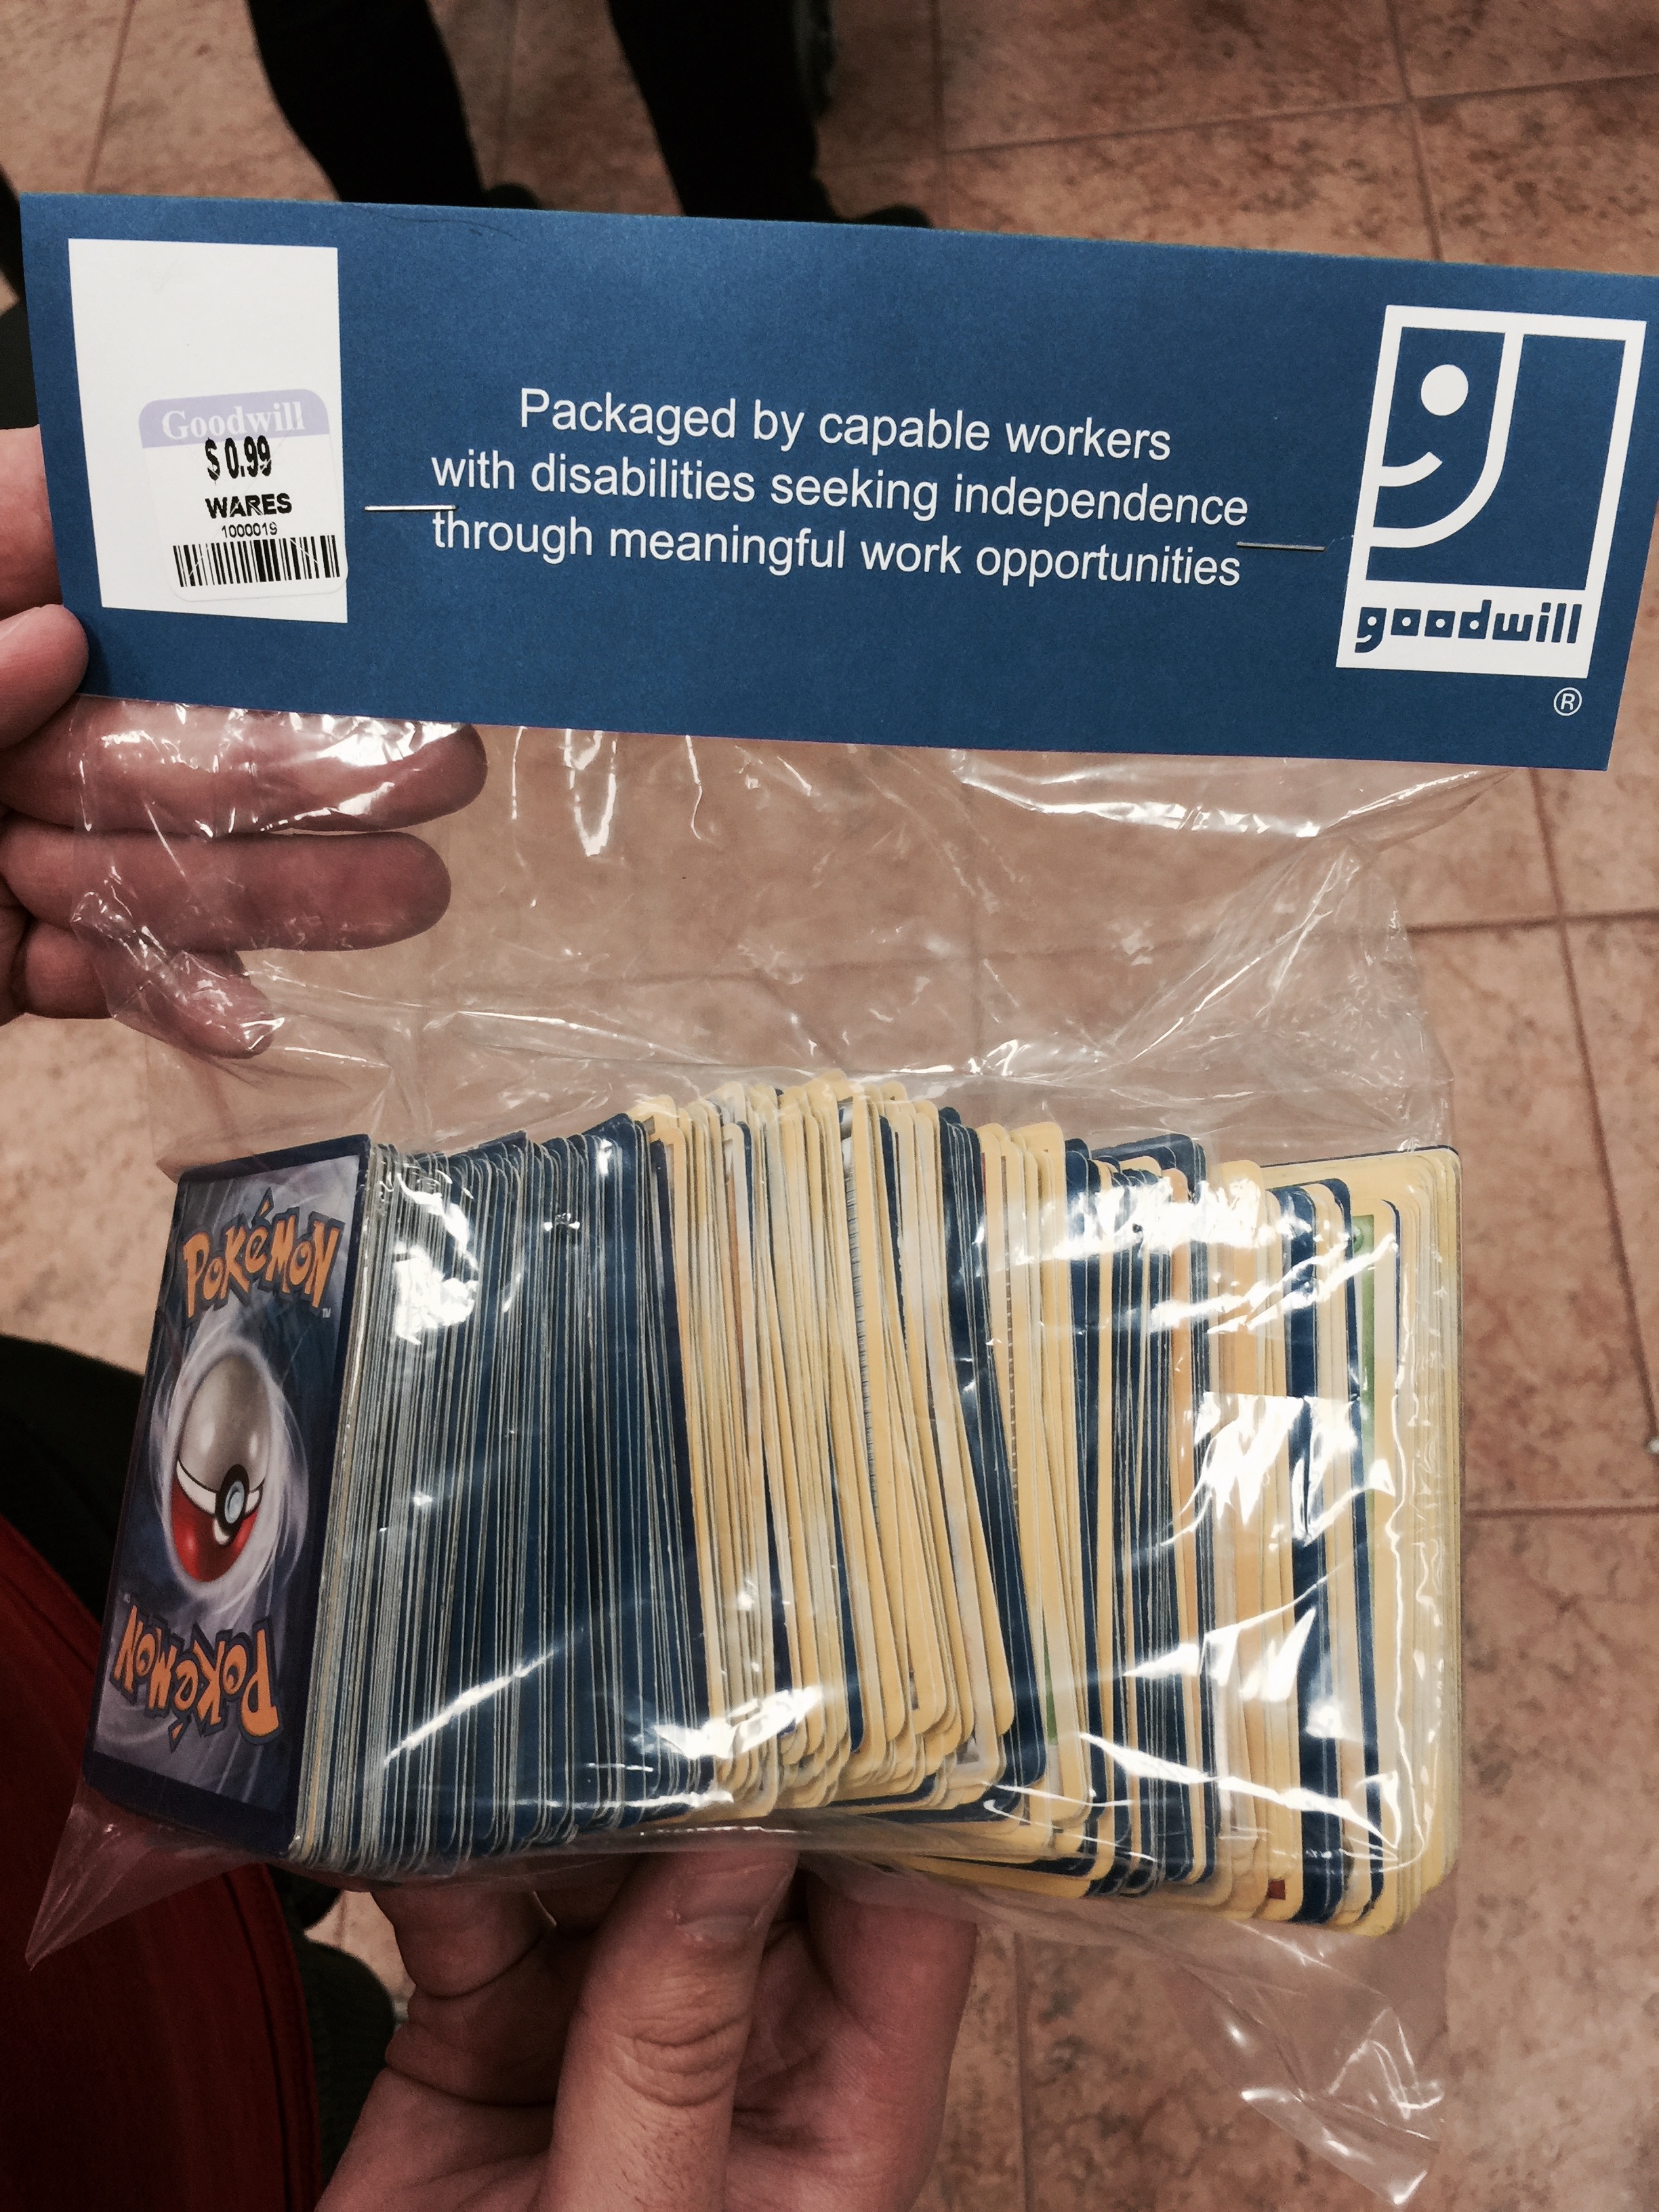 Goodwill
$0.99
WARES
1000019
Packaged by capable workers
with disabilities seeking independence
through meaningful work opportunities
goodwill
®
POKéMON
TM
POKéMON